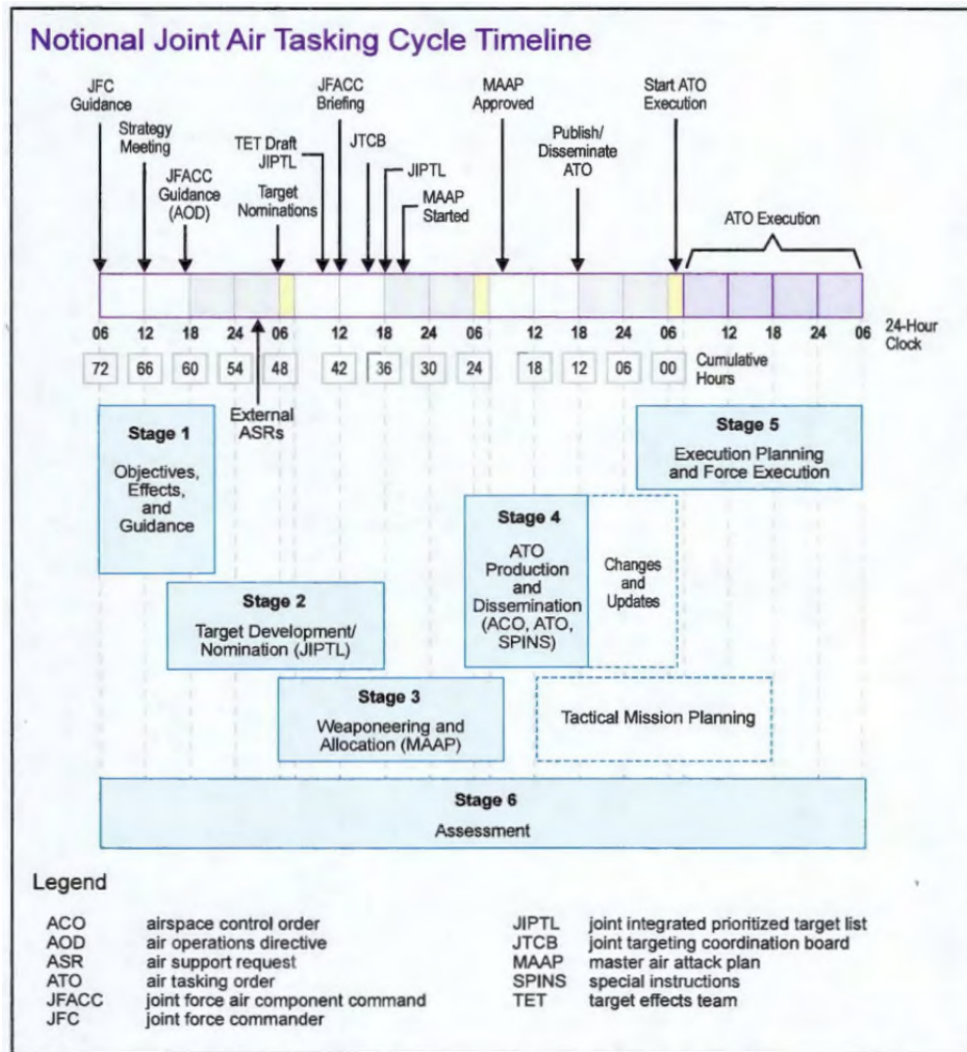 Notional Joint Air Tasking Cycle Timeline
JFC
Guidance
Strategy
Meeting
JFACC
Guidance
(AOD)
TET Draft
JIPTL
Target
Nominations
JFACC
Briefing
JTCB
JIPTL
MAAP
Started
MAAP
Approved
Publish/
Disseminate
ATO
Start ATO
Execution
ATO Execution
06 12 18 24 06 12 18 24 06 12 18 24 06 12 18 24 06
24-Hour
Clock
72 66 60 54 48 42 36 30 24 18 12 06 00
Cumulative
Hours
External
ASRs
Stage 1
Objectives,
Effects,
and
Guidance
Stage 5
Execution Planning
and Force Execution
Stage 4
ATO
Production
and
Dissemination
(ACO, ATO,
SPINS)
Changes
and
Updates
Stage 2
Target Development/
Nomination (JIPTL)
Stage 3
Weaponeering and
Allocation (MAAP)
Tactical Mission Planning
Stage 6
Assessment
Legend
ACO airspace control order
AOD air operations directive
ASR air support request
ATO air tasking order
JFACC joint force air component command
JFC joint force commander
JIPTL joint integrated prioritized target list
JTCB joint targeting coordination board
MAAP master air attack plan
SPINS special instructions
TET target effects team